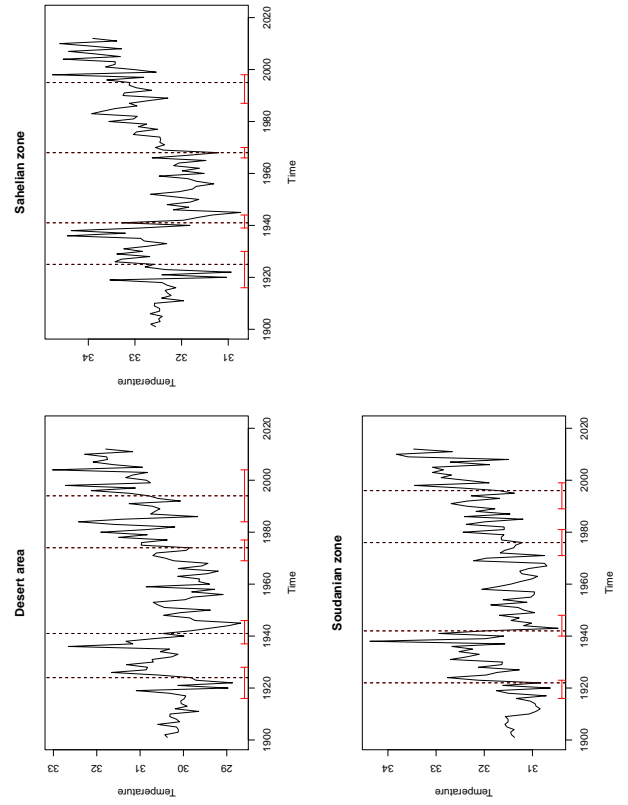 Desert area
Temperature
29 30 31 32 33
1900 1920 1940 1960 1980 2000 2020
Time
Sahelian zone
Temperature
31 32 33 34
1900 1920 1940 1960 1980 2000 2020
Time
Soudanian zone
Temperature
31 32 33 34
1900 1920 1940 1960 1980 2000 2020
Time